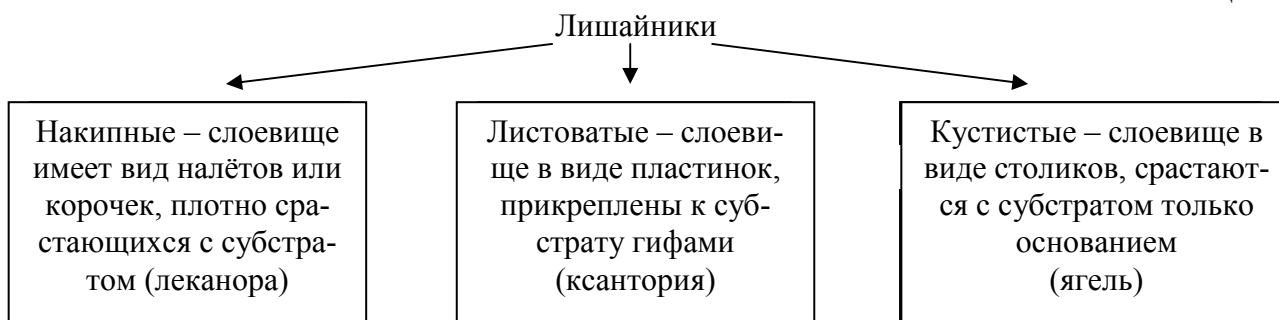 Лишайники
Накипные – слоевище
имеет вид налётов или
корочек, плотно сра-
стающихся с субстра-
том (леканора)
Листоватые – слоеви-
ще в виде пластинок,
прикреплены к суб-
страту гифами
(ксантория)
Кустистые – слоевище в
виде столиков, срастают-
ся с субстратом только
основанием
(ягель)